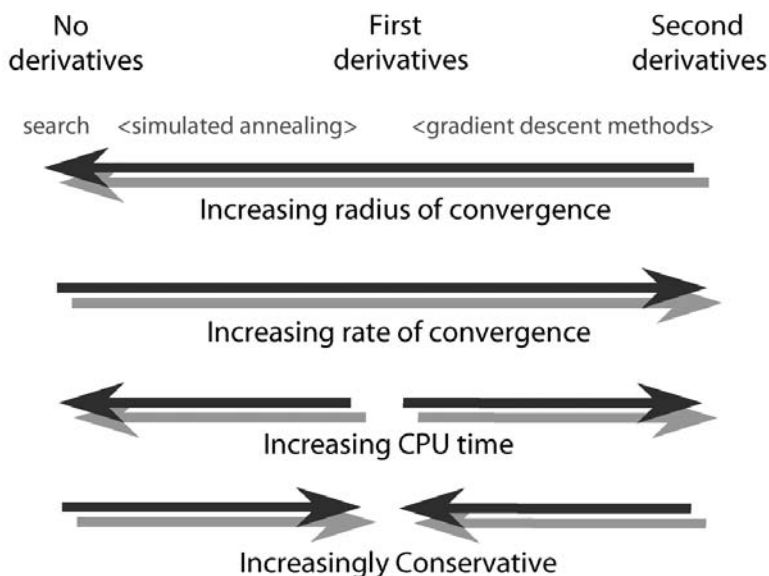 No derivatives
First derivatives
Second derivatives
search <simulated annealing> <gradient descent methods>
Increasing radius of convergence
Increasing rate of convergence
Increasing CPU time
Increasingly Conservative